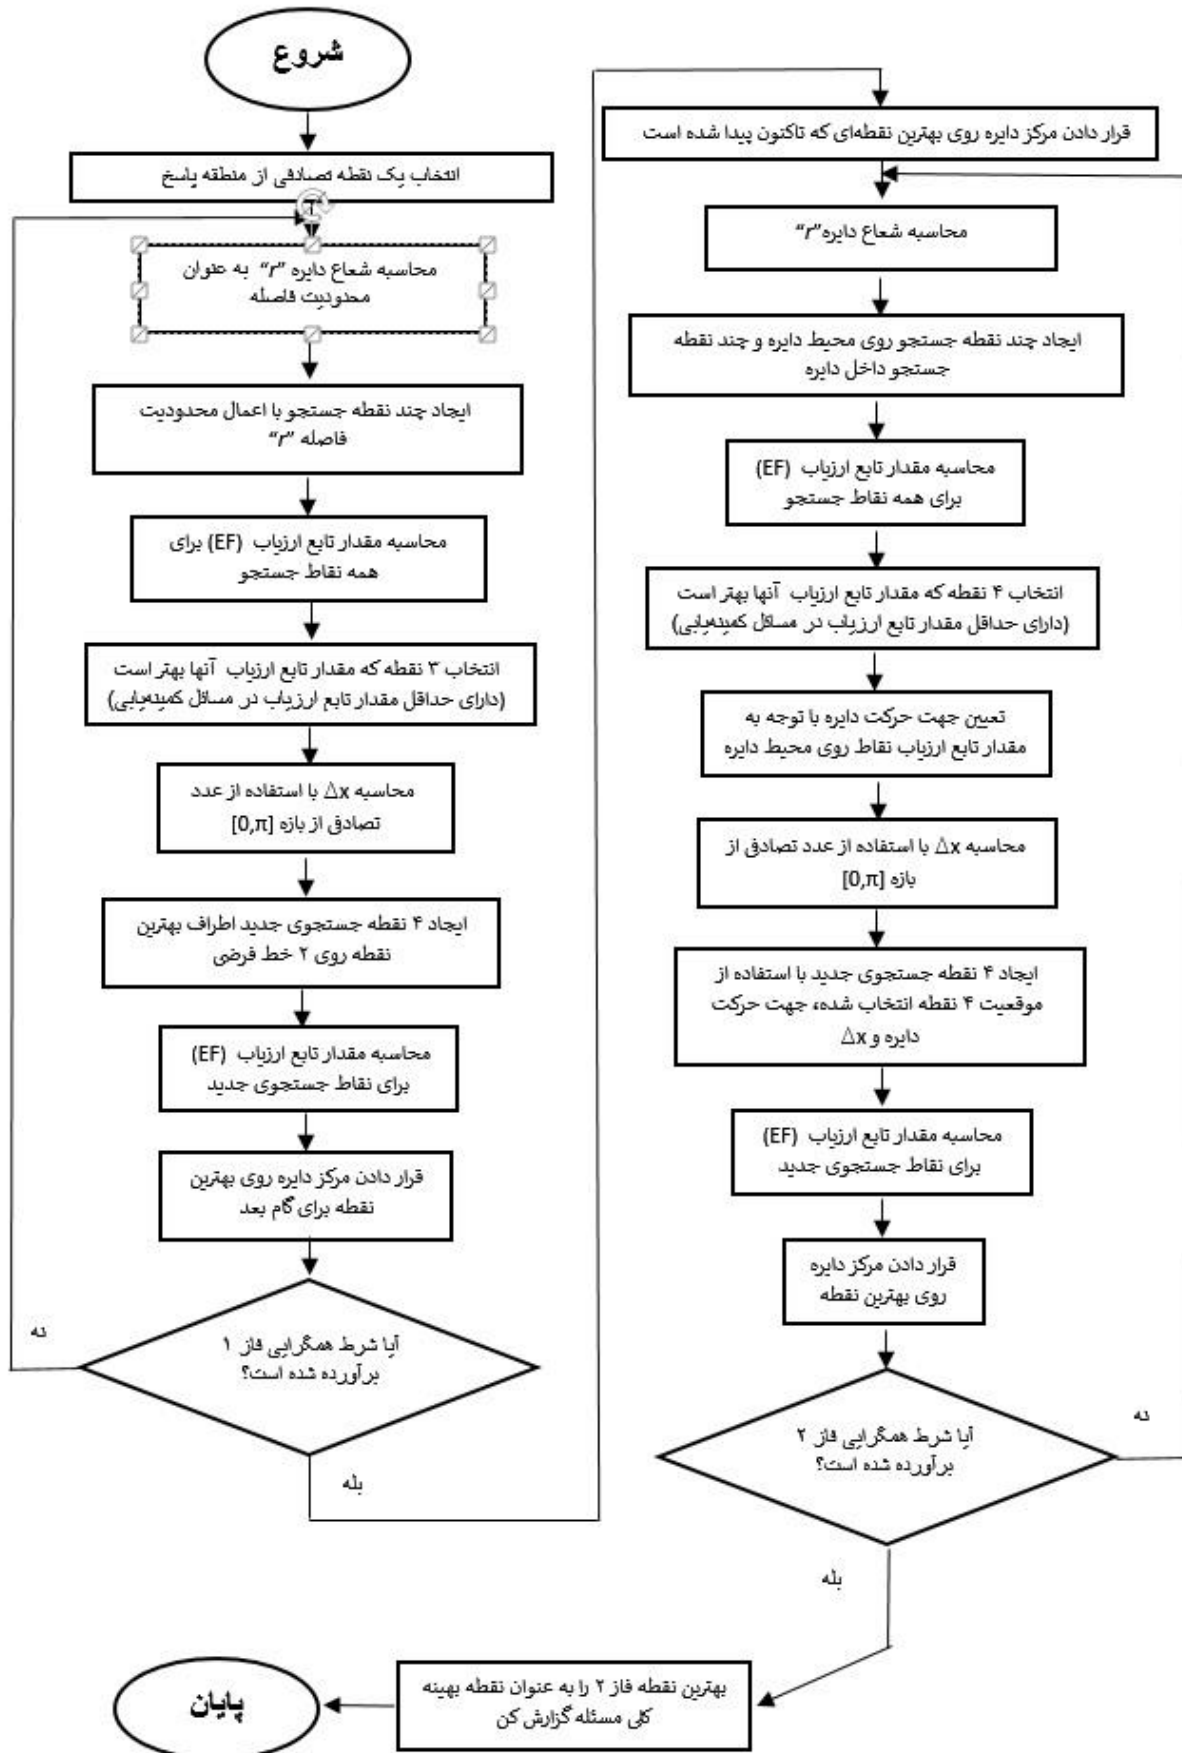 شروع
انتخاب یک نقطه تصادفی از منطقه پاسخ
محاسبه شعاع دایره "r" به عنوان
محدودیت فاصله
ایجاد چند نقطه جستجو با اعمال محدودیت
فاصله "r"
محاسبه مقدار تابع ارزیاب (EF) برای
همه نقاط جستجو
انتخاب ۳ نقطه که مقدار تابع ارزیاب آنها بهتر است
(دارای حداقل مقدار تابع ارزیاب در مسائل کمینه‌یابی)
محاسبه Δx با استفاده از عدد
تصادفی از بازه [0,π]
ایجاد ۴ نقطه جستجوی جدید اطراف بهترین
نقطه روی ۲ خط فرضی
محاسبه مقدار تابع ارزیاب (EF)
برای نقاط جستجوی جدید
قرار دادن مرکز دایره روی بهترین
نقطه برای گام بعد
آیا شرط همگرایی فاز ۱
برآورده شده است؟
نه
بله
قرار دادن مرکز دایره روی بهترین نقطه‌ای که تاکنون پیدا شده است
محاسبه شعاع دایره "r"
ایجاد چند نقطه جستجو روی محیط دایره و چند نقطه
جستجو داخل دایره
محاسبه مقدار تابع ارزیاب (EF)
برای همه نقاط جستجو
انتخاب ۴ نقطه که مقدار تابع ارزیاب آنها بهتر است
(دارای حداقل مقدار تابع ارزیاب در مسائل کمینه‌یابی)
تعیین جهت حرکت دایره با توجه به
مقدار تابع ارزیاب نقاط روی محیط دایره
محاسبه Δx با استفاده از عدد تصادفی از
بازه [0,π]
ایجاد ۴ نقطه جستجوی جدید با استفاده از
موقعیت ۴ نقطه انتخاب شده، جهت حرکت
دایره و Δx
محاسبه مقدار تابع ارزیاب (EF)
برای نقاط جستجوی جدید
قرار دادن مرکز دایره
روی بهترین نقطه
آیا شرط همگرایی فاز ۲
برآورده شده است؟
نه
بله
بهترین نقطه فاز ۲ را به عنوان نقطه بهینه
کلی مسئله گزارش کن
پایان